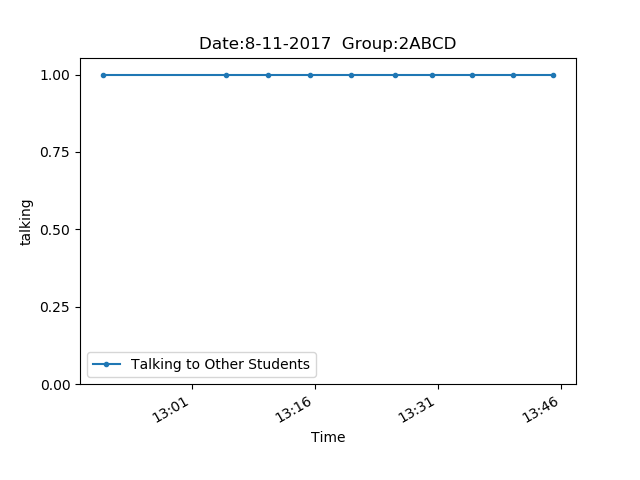 Date:8-11-2017  Group:2ABCD
1.00
0.75
0.50
0.25
0.00
talking
Talking to Other Students
13:01
13:16
13:31
13:46
Time